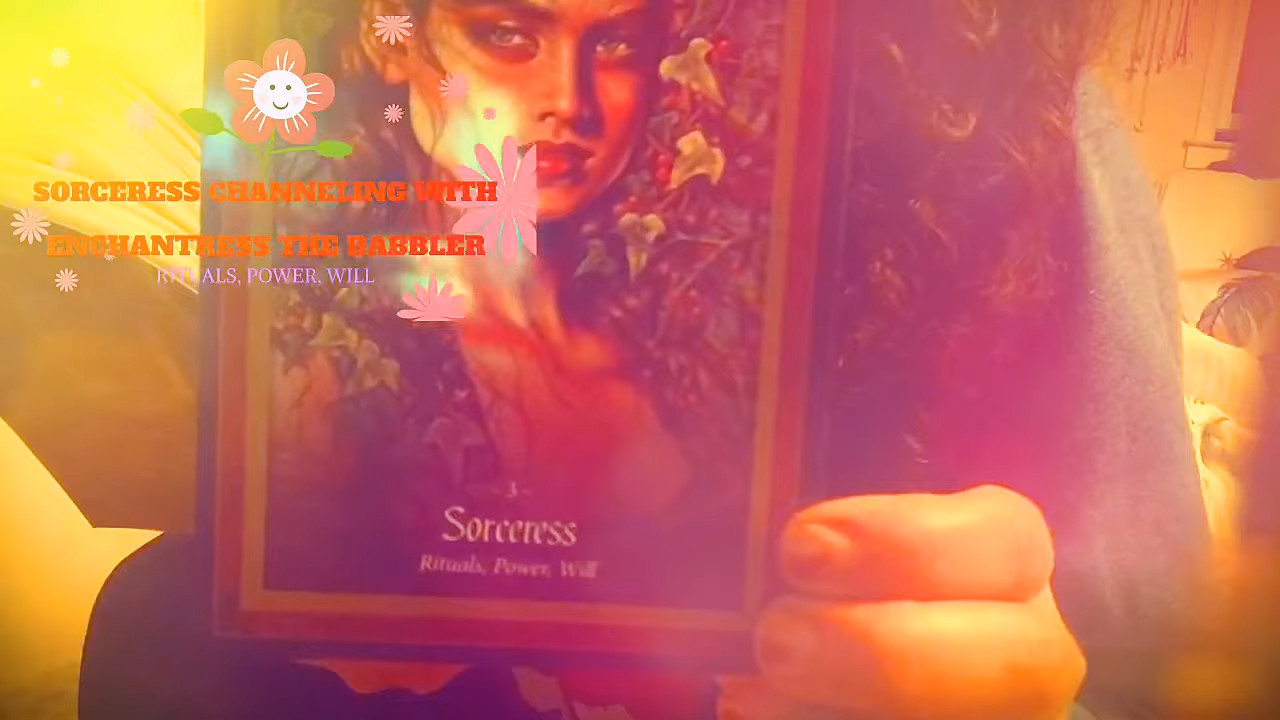 SORCERESS CHANNELING WITH
ENCHANTRESS THE BABBLER
RITUALS, POWER, WILL
- 3 -
Sorceress
Rituals, Power, Will